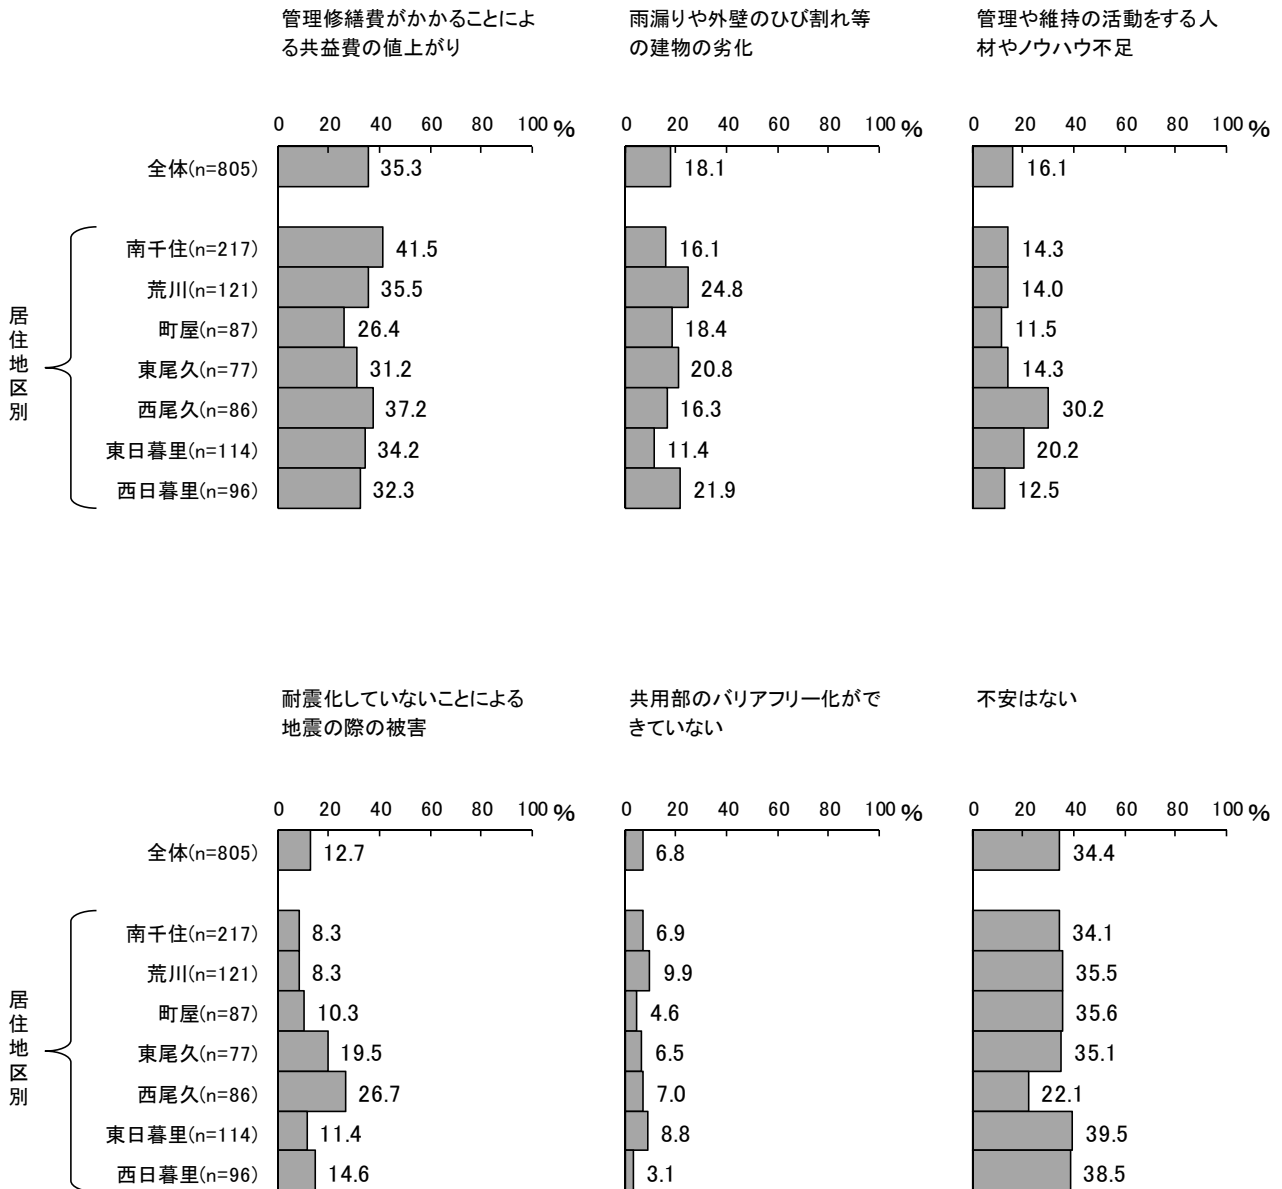 管理修繕費がかかることによ
る共益費の値上がり
雨漏りや外壁のひび割れ等
の建物の劣化
管理や維持の活動をする人
材やノウハウ不足
0 20 40 60 80 100 %
0 20 40 60 80 100 %
0 20 40 60 80 100 %
全体(n=805) 35.3 18.1 16.1
居住地区別
南千住(n=217) 41.5 16.1 14.3
荒川(n=121) 35.5 24.8 14.0
町屋(n=87) 26.4 18.4 11.5
東尾久(n=77) 31.2 20.8 14.3
西尾久(n=86) 37.2 16.3 30.2
東日暮里(n=114) 34.2 11.4 20.2
西日暮里(n=96) 32.3 21.9 12.5
耐震化していないことによる
地震の際の被害
共用部のバリアフリー化がで
きていない
不安はない
0 20 40 60 80 100 %
0 20 40 60 80 100 %
0 20 40 60 80 100 %
全体(n=805) 12.7 6.8 34.4
居住地区別
南千住(n=217) 8.3 6.9 34.1
荒川(n=121) 8.3 9.9 35.5
町屋(n=87) 10.3 4.6 35.6
東尾久(n=77) 19.5 6.5 35.1
西尾久(n=86) 26.7 7.0 22.1
東日暮里(n=114) 11.4 8.8 39.5
西日暮里(n=96) 14.6 3.1 38.5